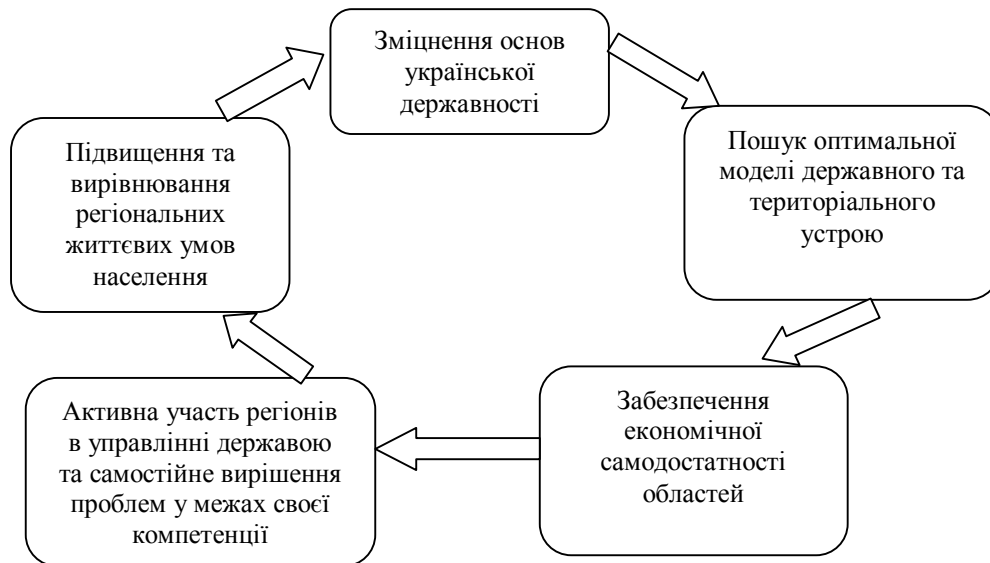 Зміцнення основ
української
державності
Пошук оптимальної
моделі державного та
територіального
устрою
Забезпечення
економічної
самодостатності
областей
Активна участь регіонів
в управлінні державою
та самостійне вирішення
проблем у межах своєї
компетенції
Підвищення та
вирівнювання
регіональних
життєвих умов
населення